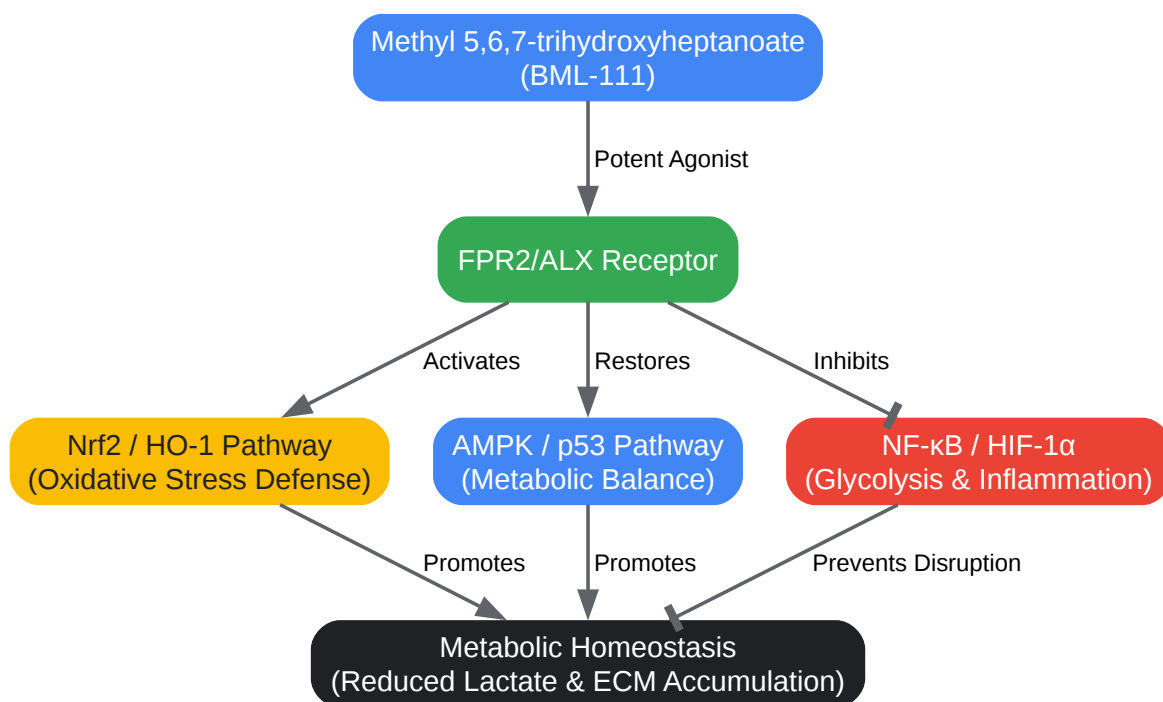 Methyl 5,6,7-trihydroxyheptanoate
(BML-111)
Potent Agonist
FPR2/ALX Receptor
Activates
Restores
Inhibits
Nrf2 / HO-1 Pathway
(Oxidative Stress Defense)
AMPK / p53 Pathway
(Metabolic Balance)
NF-κB / HIF-1α
(Glycolysis & Inflammation)
Promotes
Promotes
Prevents Disruption
Metabolic Homeostasis
(Reduced Lactate & ECM Accumulation)